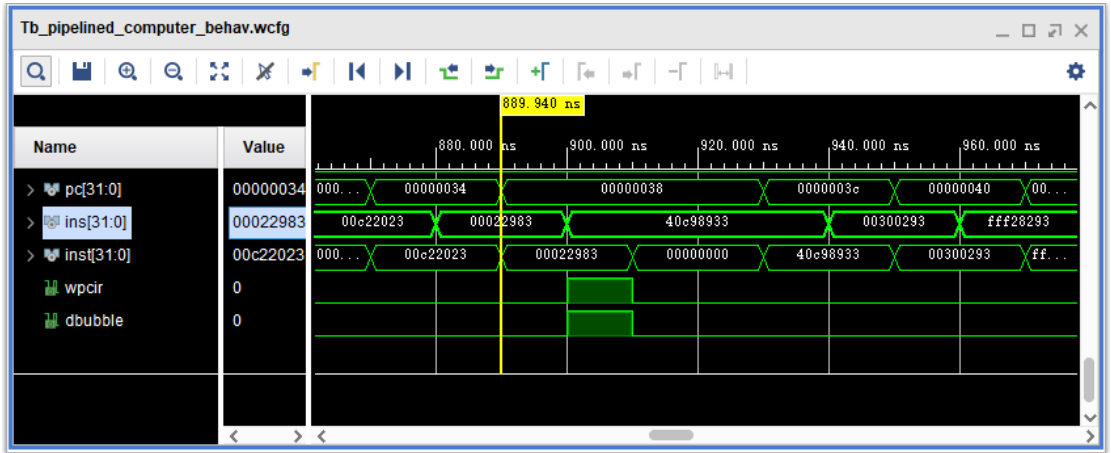 Tb_pipelined_computer_behav.wcfg
889.940 ns
Name Value 880.000 ns 900.000 ns 920.000 ns 940.000 ns 960.000 ns
pc[31:0] 00000034 000... 00000034 00000038 0000003c 00000040 00...
ins[31:0] 00022983 00c22023 00022983 40c98933 00300293 fff28293
inst[31:0] 00c22023 000... 00c22023 00022983 00000000 40c98933 00300293 ff...
wpcir 0
dbubble 0